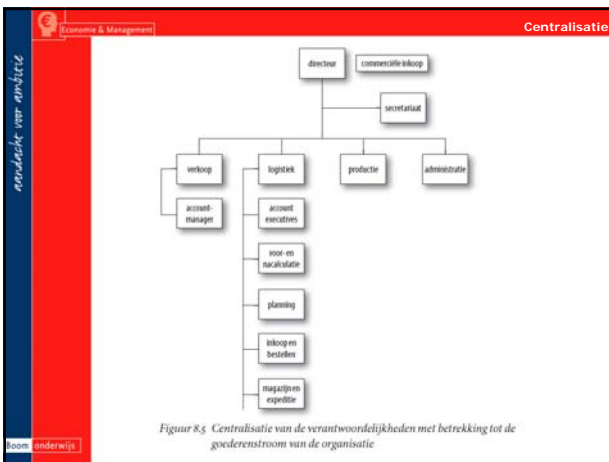 Economie & Management
Centralisatie
aandacht voor ambitie
directeur
commerciële inkoop
secretariaat
verkoop
logistiek
productie
administratie
account-
manager
account
executives
voor- en
nacalculatie
planning
inkoop en
bestellen
magazijn en
expeditie
Figuur 8.5 Centralisatie van de verantwoordelijkheden met betrekking tot de
goederenstroom van de organisatie
Boom onderwijs